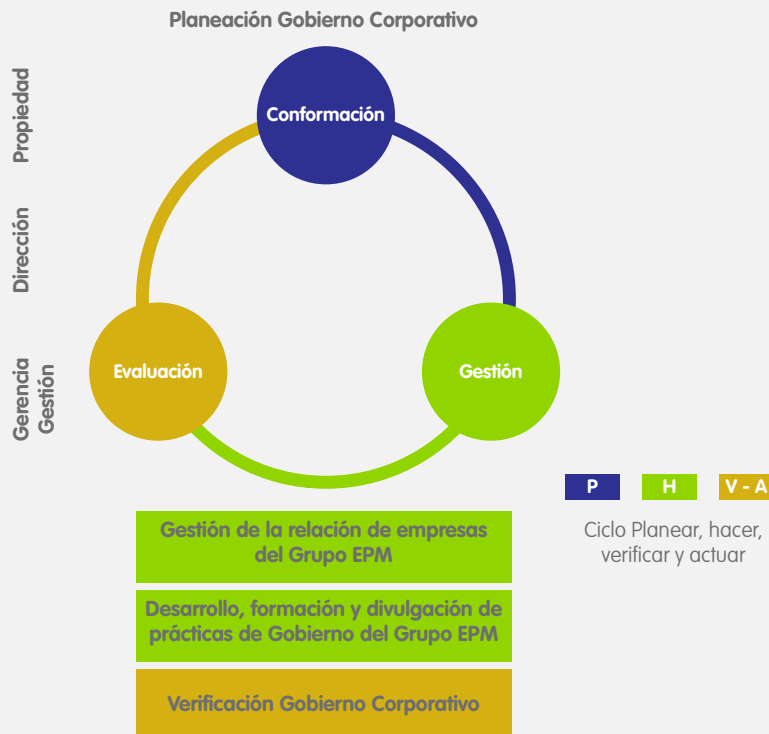 Planeación Gobierno Corporativo
Propiedad
Dirección
Gerencia
Gestión
Conformación
Evaluación
Gestión
P
H
V - A
Ciclo Planear, hacer,
verificar y actuar
Gestión de la relación de empresas
del Grupo EPM
Desarrollo, formación y divulgación de
prácticas de Gobierno del Grupo EPM
Verificación Gobierno Corporativo